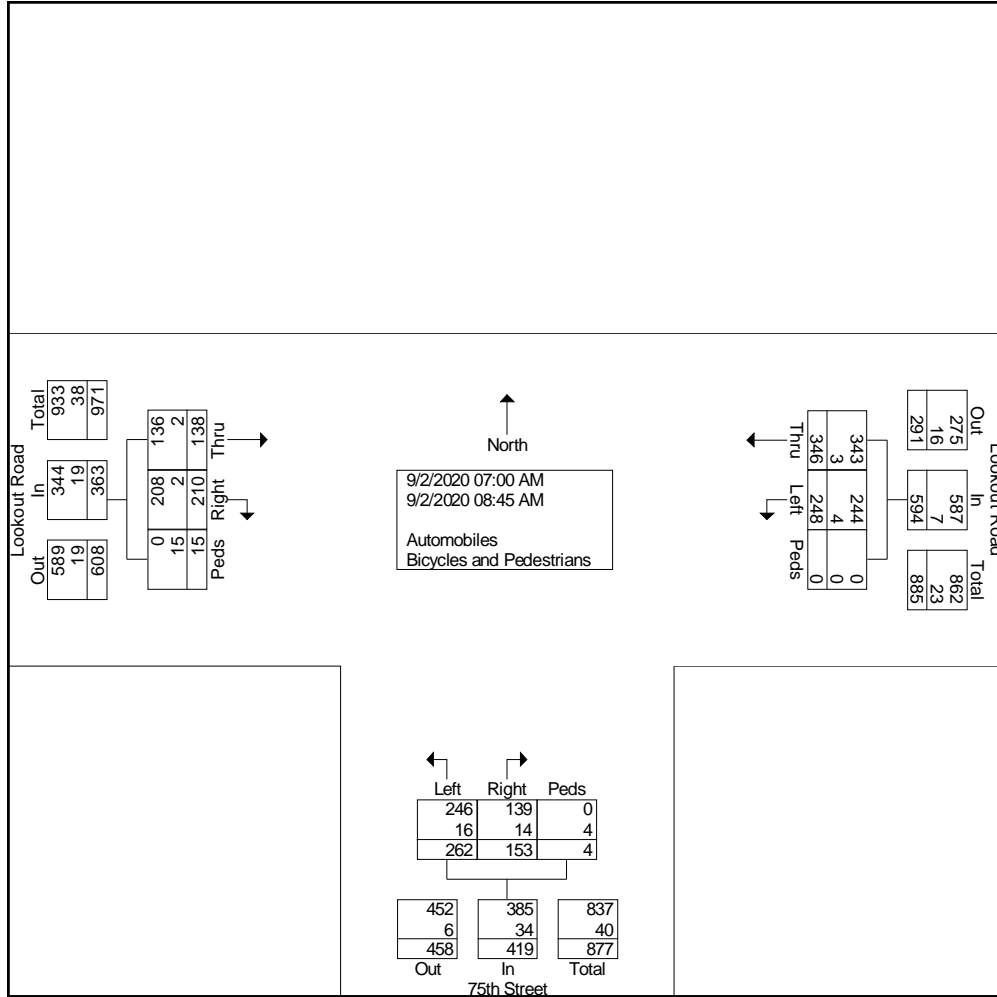 Lookout Road
Total In Out
933 344 589
38 19 19
971 363 608
136 208 0
2 2 15
138 210 15
Thru Right Peds
North
9/2/2020 07:00 AM
9/2/2020 08:45 AM
Automobiles
Bicycles and Pedestrians
Lookout Road
Out In Total
275 587 862
16 7 23
291 594 885
343 244 0
3 4 0
346 248 0
Thru Left Peds
Left Right Peds
246 139 0
16 14 4
262 153 4
452 385 837
6 34 40
458 419 877
Out In Total
75th Street